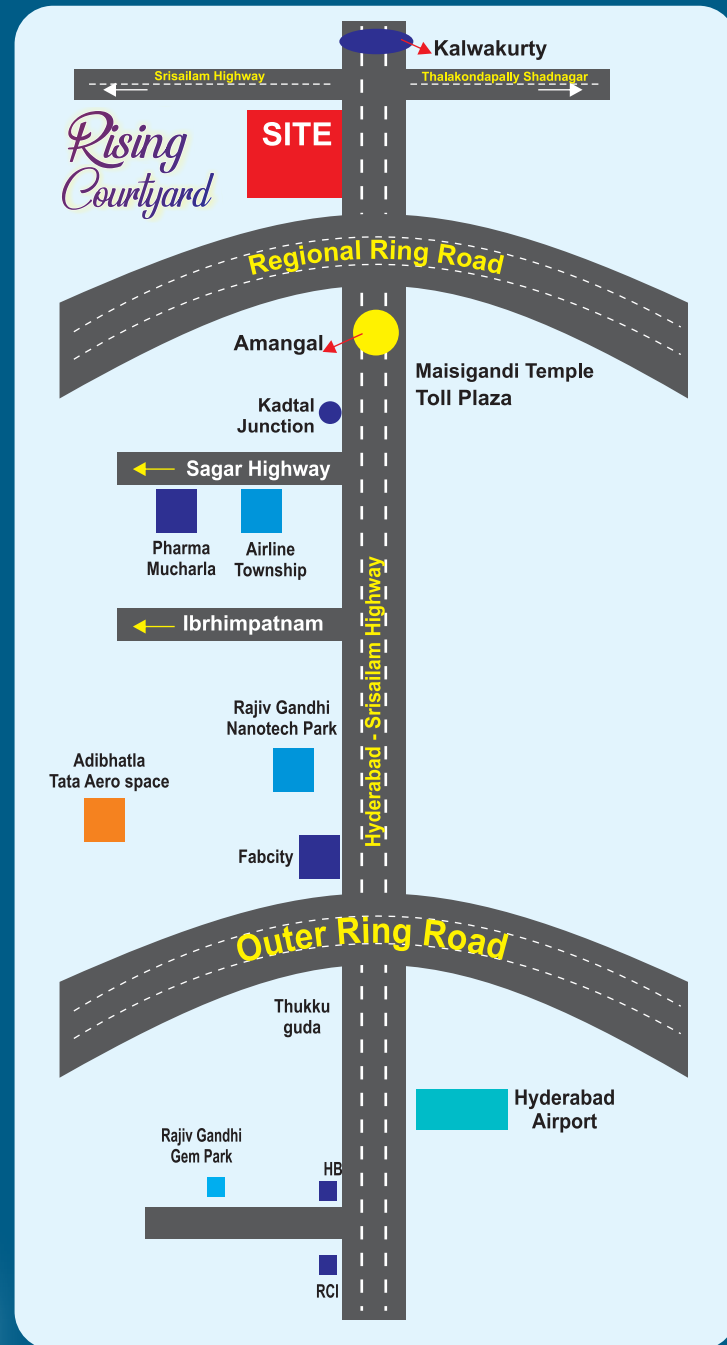 Kalwakurty
Srisailam Highway
Thalakondapally Shadnagar
SITE
Rising
Courtyard
Regional Ring Road
Amangal
Maisigandi Temple
Toll Plaza
Kadtal
Junction
Sagar Highway
Pharma
Mucharla
Airline
Township
Ibrhimpatnam
Hyderabad - Srisailam Highway
Rajiv Gandhi
Nanotech Park
Adibhatla
Tata Aero space
Fabcity
Outer Ring Road
Thukku
guda
Hyderabad
Airport
Rajiv Gandhi
Gem Park
HB
RCI